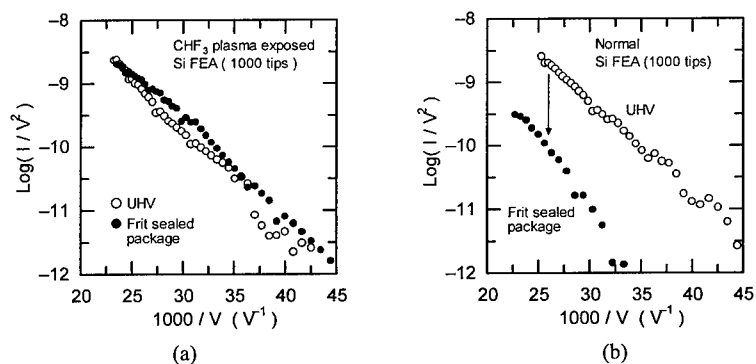 CHF₃ plasma exposed
Si FEA ( 1000 tips )
UHV
Frit sealed
package
Log( I / V² )
−8
−9
−10
−11
−12
20 25 30 35 40 45
1000 / V ( V⁻¹ )
(a)
Normal
Si FEA (1000 tips)
UHV
Frit sealed
package
Log( I / V² )
−8
−9
−10
−11
−12
20 25 30 35 40 45
1000 / V ( V⁻¹ )
(b)